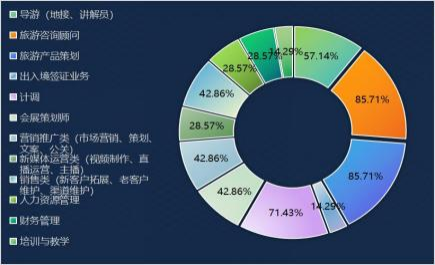 导游（地接、讲解员）
旅游咨询顾问
旅游产品策划
出入境签证业务
计调
会展策划师
营销推广类（市场营销、策划、
文案、公关）
新媒体运营类（视频制作、直
播运营、主播）
销售类（新客户拓展、老客户
维护、渠道维护）
人力资源管理
财务管理
培训与教学
57.14%
85.71%
85.71%
14.29%
71.43%
42.86%
42.86%
28.57%
42.86%
28.57%
28.57%
14.29%